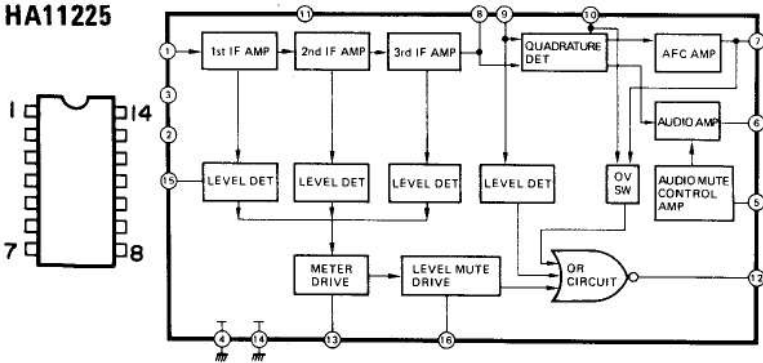 HA11225
11
8
9
10
1
1st IF AMP
2nd IF AMP
3rd IF AMP
QUADRATURE
DET
AFC AMP
7
3
2
AUDIO AMP
6
15
LEVEL DET
LEVEL DET
LEVEL DET
LEVEL DET
OV
SW
AUDIO MUTE
CONTROL
AMP
5
1
14
7
8
METER
DRIVE
LEVEL MUTE
DRIVE
OR
CIRCUIT
12
4
14
13
16